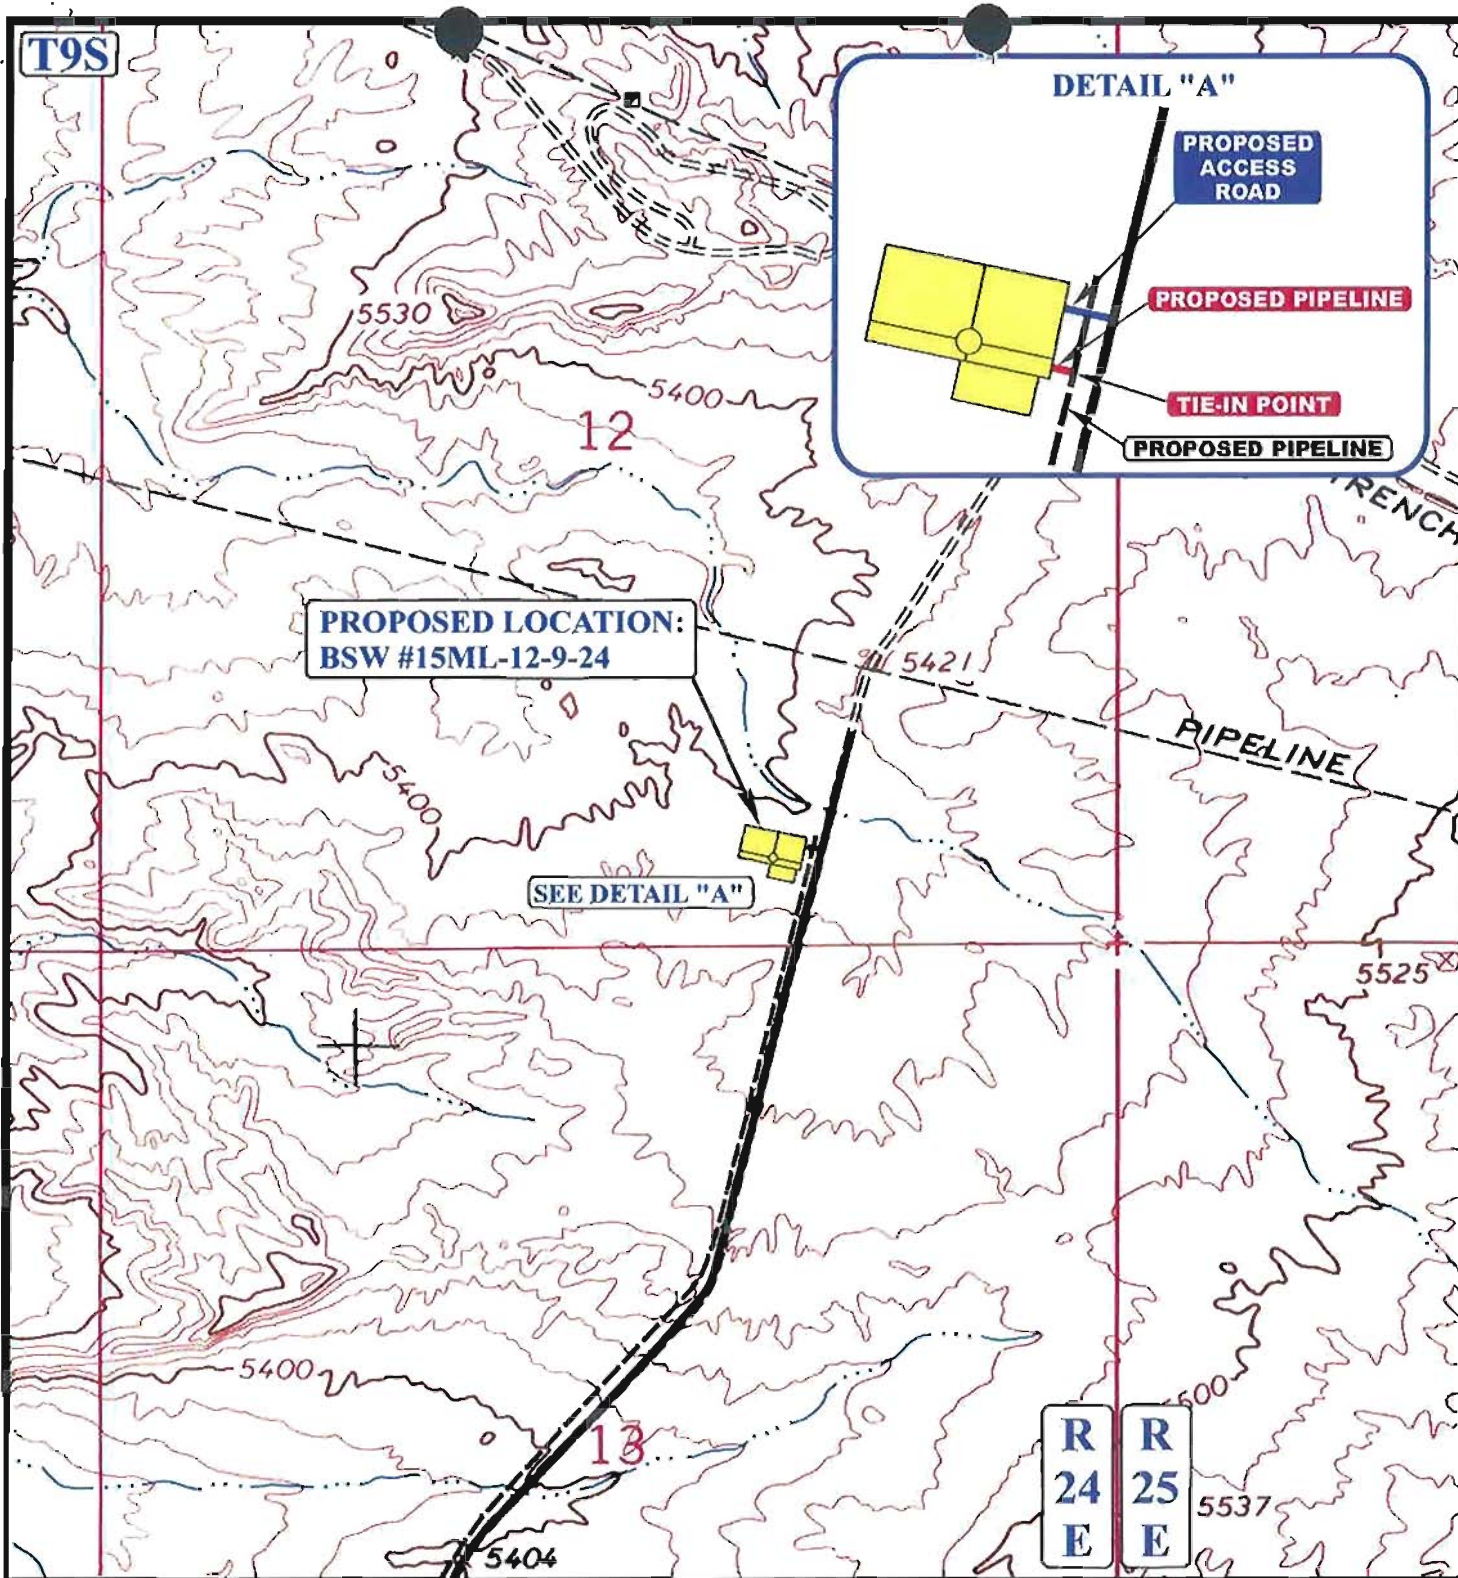 T9S
DETAIL "A"
PROPOSED
ACCESS
ROAD
PROPOSED PIPELINE
TIE-IN POINT
PROPOSED PIPELINE
5530
5400
12
TRENCH
PROPOSED LOCATION:
BSW #15ML-12-9-24
5421
PIPELINE
5400
SEE DETAIL "A"
5525
5400
13
R
24
E
R
25
E
5537
5404